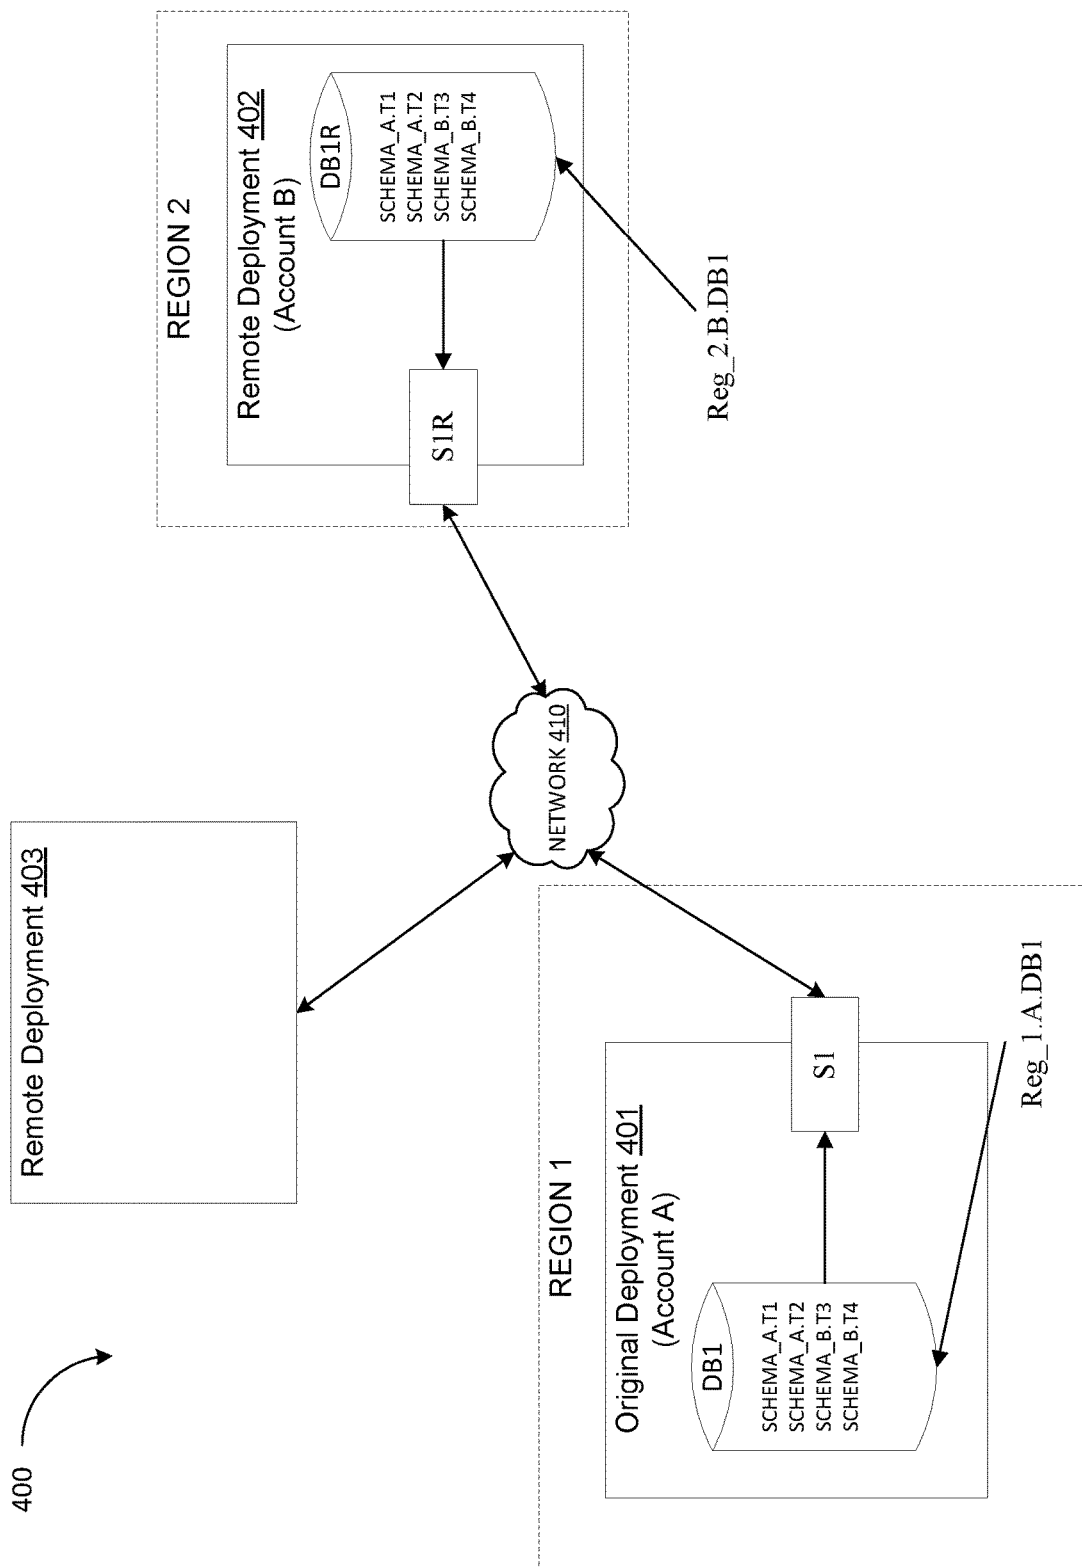 400
Remote Deployment 403
REGION 2
Remote Deployment 402
(Account B)
DB1R
SCHEMA_A.T1
SCHEMA_A.T2
SCHEMA_B.T3
SCHEMA_B.T4
S1R
Reg_2.B.DB1
NETWORK 410
REGION 1
Original Deployment 401
(Account A)
DB1
SCHEMA_A.T1
SCHEMA_A.T2
SCHEMA_B.T3
SCHEMA_B.T4
S1
Reg_1.A.DB1